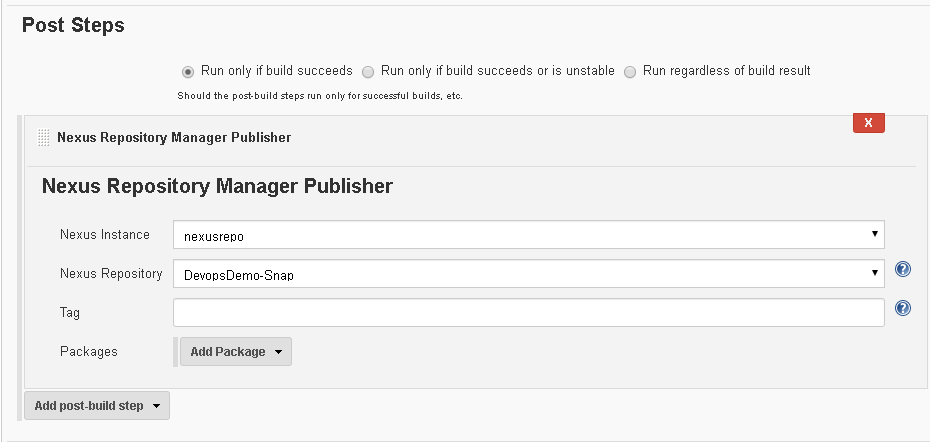 Post Steps
Run only if build succeeds Run only if build succeeds or is unstable Run regardless of build result
Should the post-build steps run only for successful builds, etc.
X
Nexus Repository Manager Publisher
Nexus Repository Manager Publisher
Nexus Instance nexusrepo
Nexus Repository DevopsDemo-Snap ?
Tag ?
Packages Add Package
Add post-build step